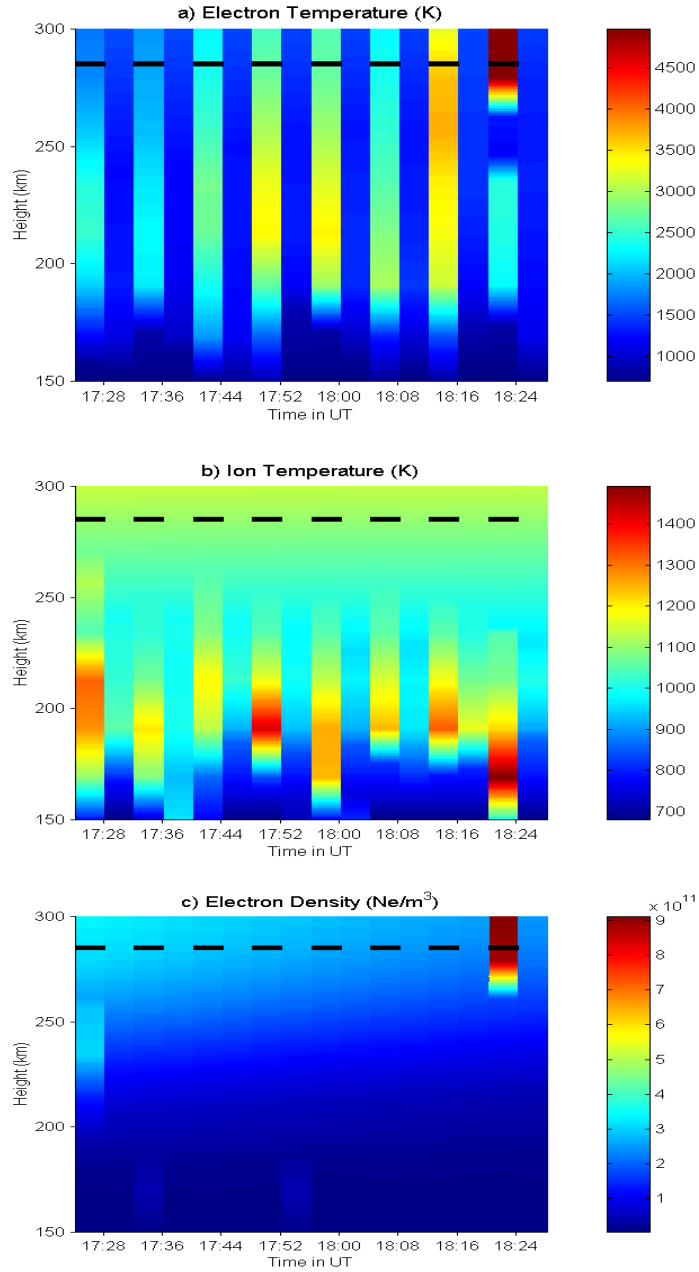 a) Electron Temperature (K)
300
250
200
150
Height (km)
17:28 17:36 17:44 17:52 18:00 18:08 18:16 18:24
Time in UT
4500
4000
3500
3000
2500
2000
1500
1000
b) Ion Temperature (K)
300
250
200
150
Height (km)
17:28 17:36 17:44 17:52 18:00 18:08 18:16 18:24
Time in UT
1400
1300
1200
1100
1000
900
800
700
c) Electron Density (Ne/m³)
300
250
200
150
Height (km)
17:28 17:36 17:44 17:52 18:00 18:08 18:16 18:24
Time in UT
x 10¹¹
9
8
7
6
5
4
3
2
1